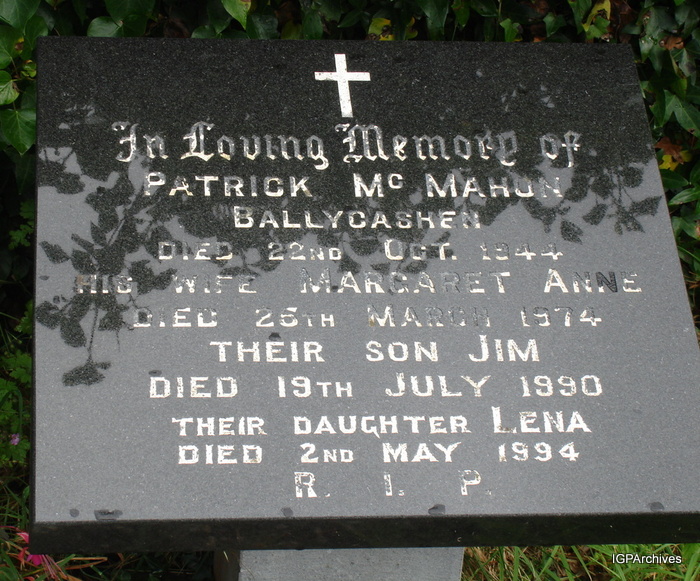 In Loving Memory of
PATRICK Mc MAHON
BALLYCASHEN
DIED 22ND OCT. 1944
HIS WIFE MARGARET ANNE
DIED 25TH MARCH 1974
THEIR SON JIM
DIED 19TH JULY 1990
THEIR DAUGHTER LENA
DIED 2ND MAY 1994
R. I. P.
IGPArchives